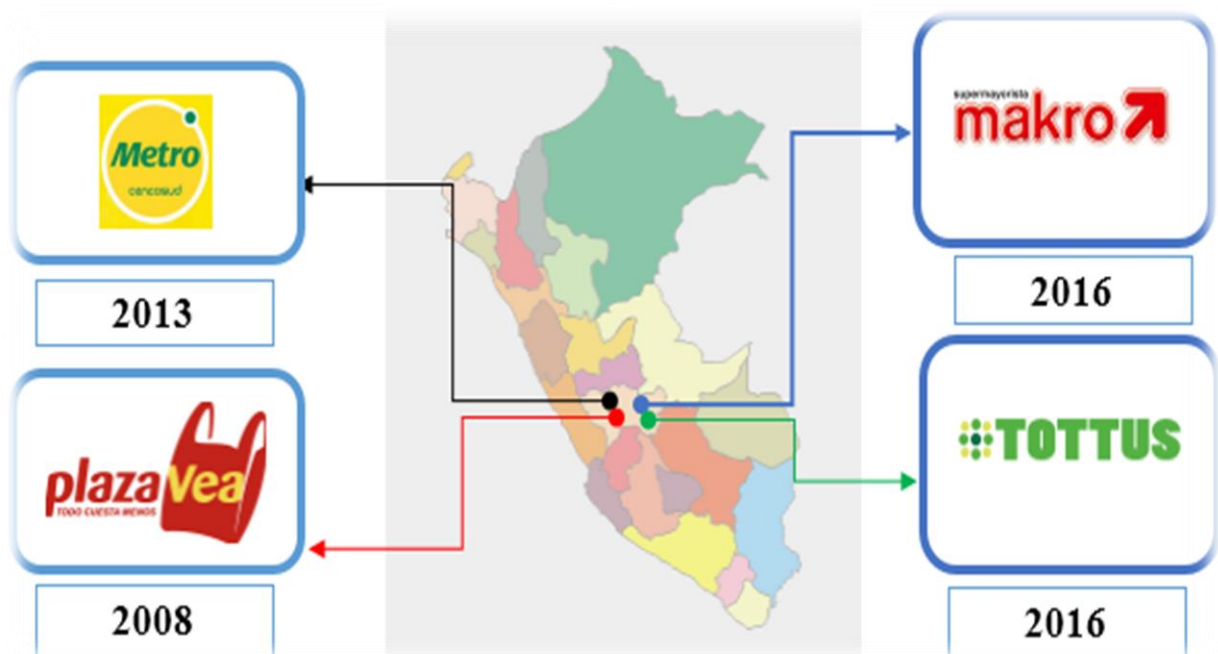 Metro
cencosud
2013
plazaVea
TODO CUESTA MENOS
2008
supermayorista
makro
2016
TOTTUS
2016